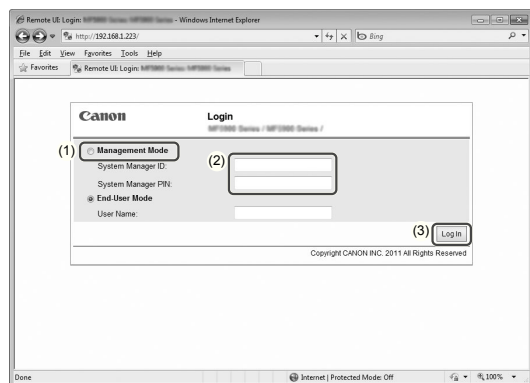 Remote UI: Login: - Windows Internet Explorer
http://192.168.1.223/
Bing
File Edit View Favorites Tools Help
Favorites
Remote UI: Login:
Canon
Login
(1)
Management Mode
(2)
System Manager ID:
System Manager PIN:
End-User Mode
User Name:
(3)
Log In
Copyright CANON INC. 2011 All Rights Reserved
Done
Internet | Protected Mode: Off
100%